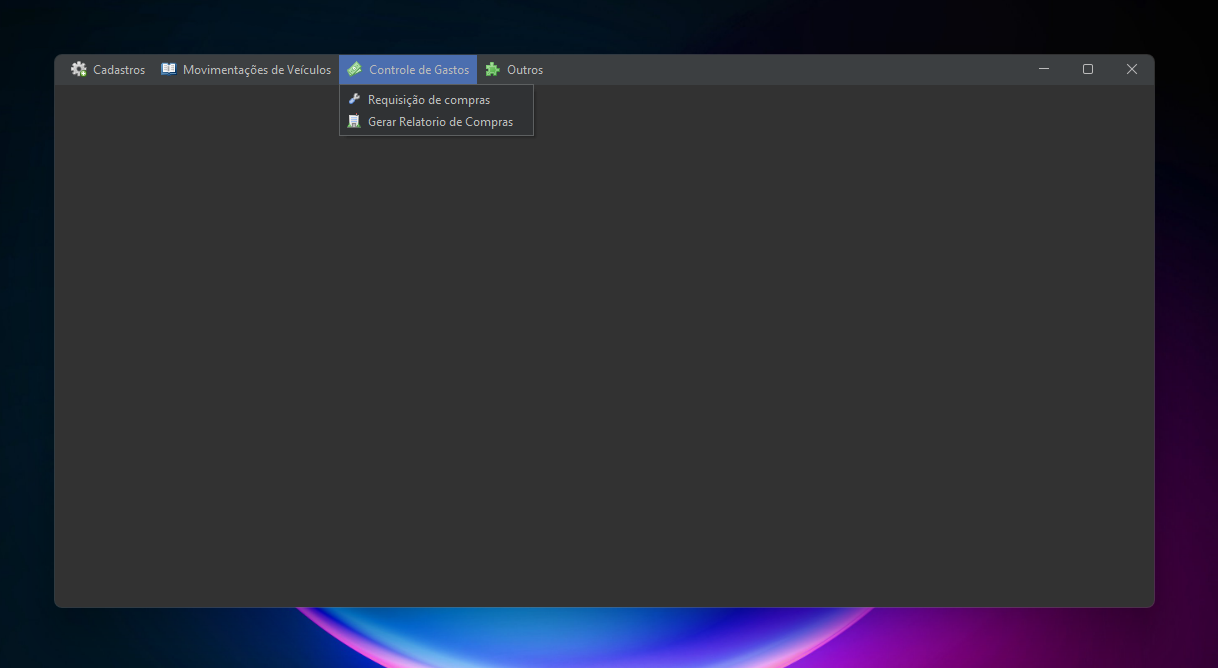 Cadastros
Movimentações de Veículos
Controle de Gastos
Outros
Requisição de compras
Gerar Relatorio de Compras